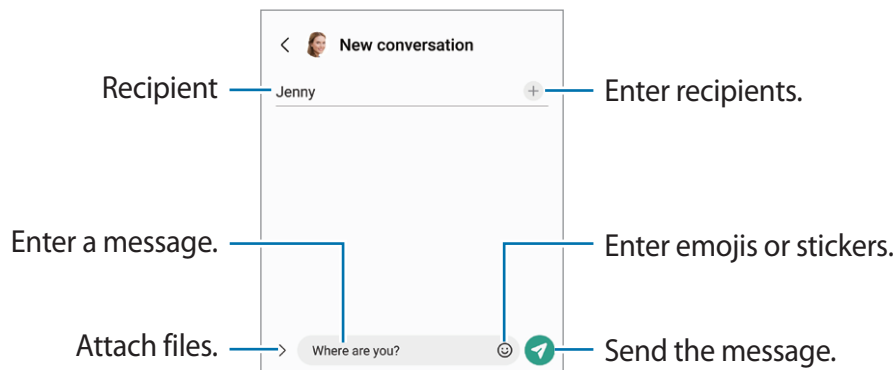 New conversation
Recipient
Jenny
Enter recipients.
Enter a message.
Enter emojis or stickers.
Attach files.
Where are you?
Send the message.